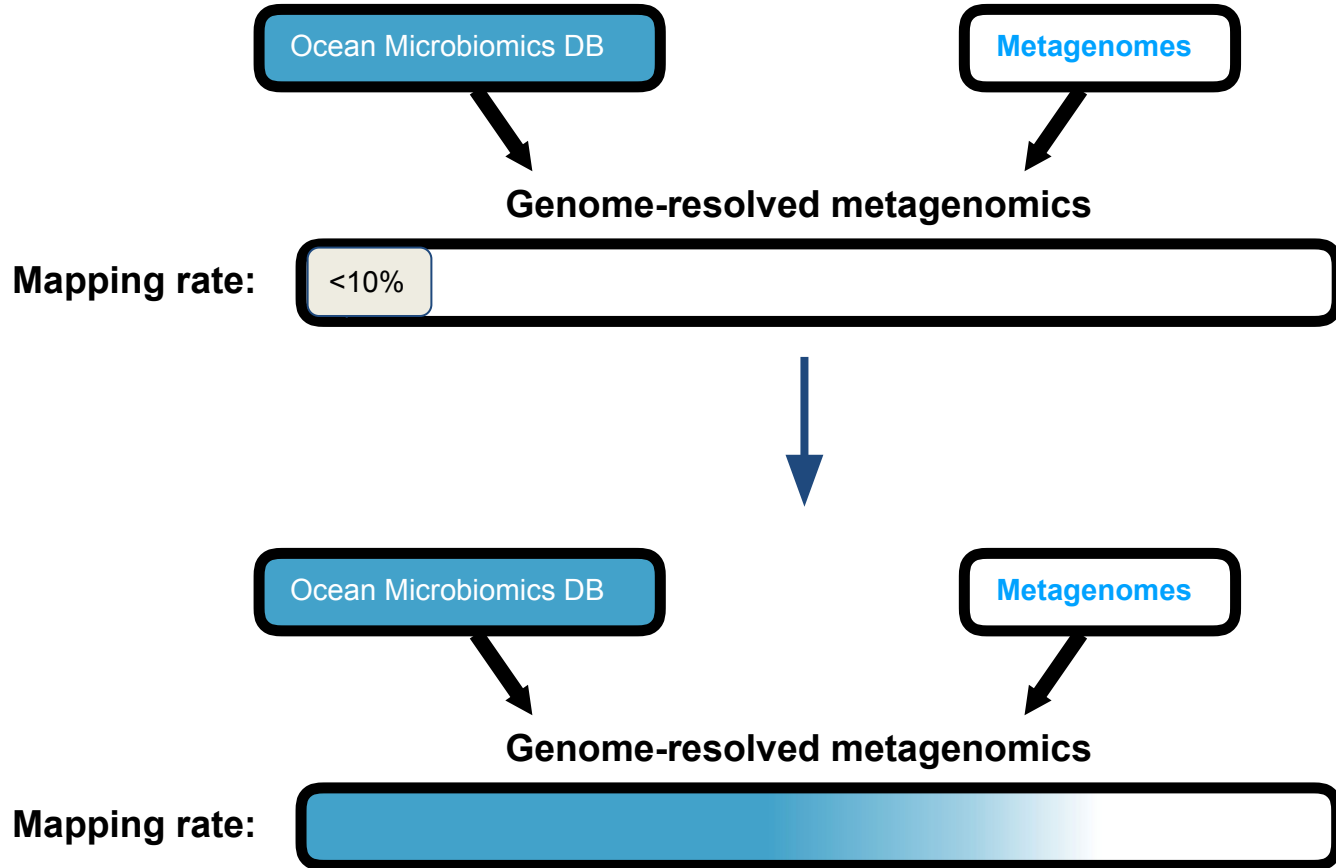 Ocean Microbiomics DB
Metagenomes
Genome-resolved metagenomics
Mapping rate:
<10%
Ocean Microbiomics DB
Metagenomes
Genome-resolved metagenomics
Mapping rate: